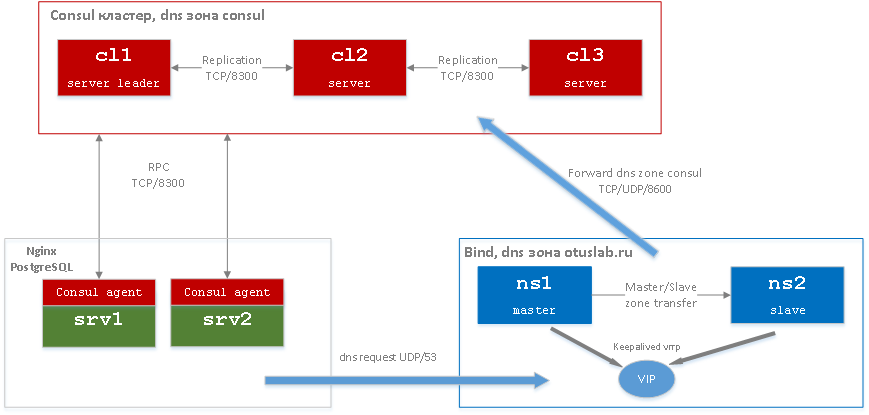 Consul кластер, dns зона consul
cl1
server leader
Replication
TCP/8300
cl2
server
Replication
TCP/8300
cl3
server
RPC
TCP/8300
Forward dns zone consul
TCP/UDP/8600
Nginx
PostgreSQL
Consul agent
srv1
Consul agent
srv2
dns request UDP/53
Bind, dns зона otuslab.ru
ns1
master
Master/Slave
zone transfer
ns2
slave
Keepalived vrrp
VIP